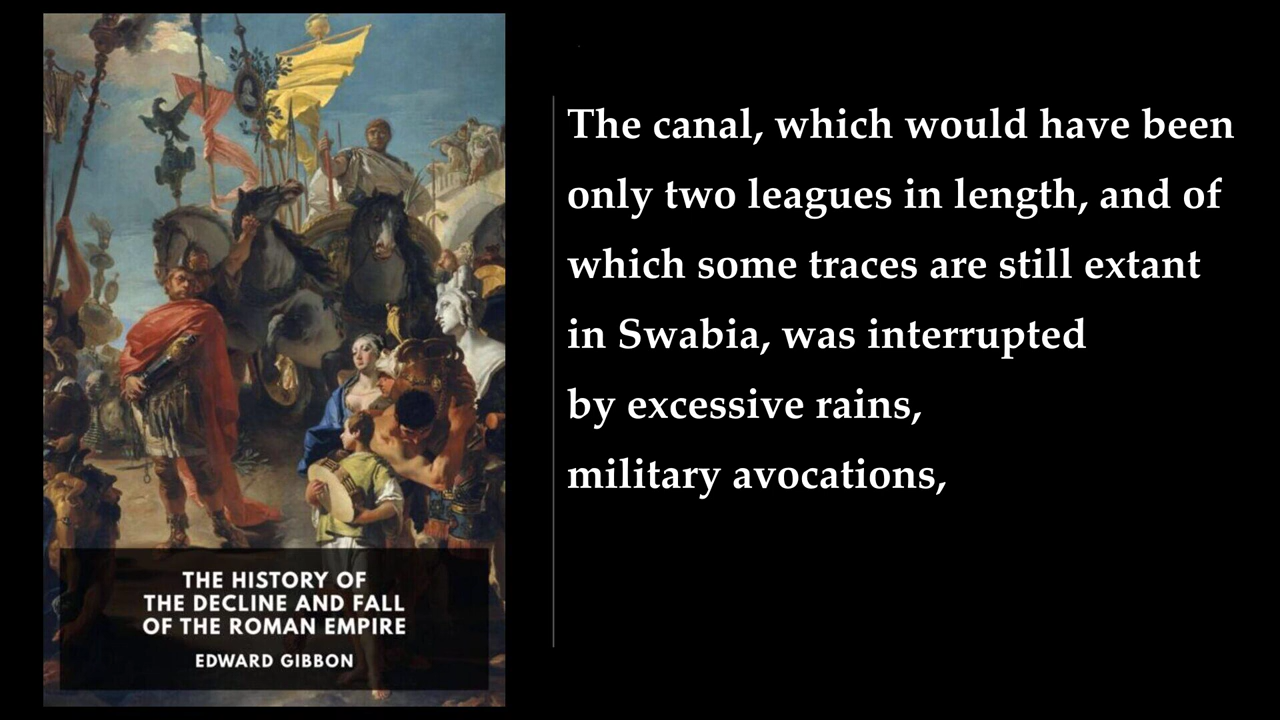 The canal, which would have been
only two leagues in length, and of
which some traces are still extant
in Swabia, was interrupted
by excessive rains,
military avocations,
THE HISTORY OF
THE DECLINE AND FALL
OF THE ROMAN EMPIRE
EDWARD GIBBON